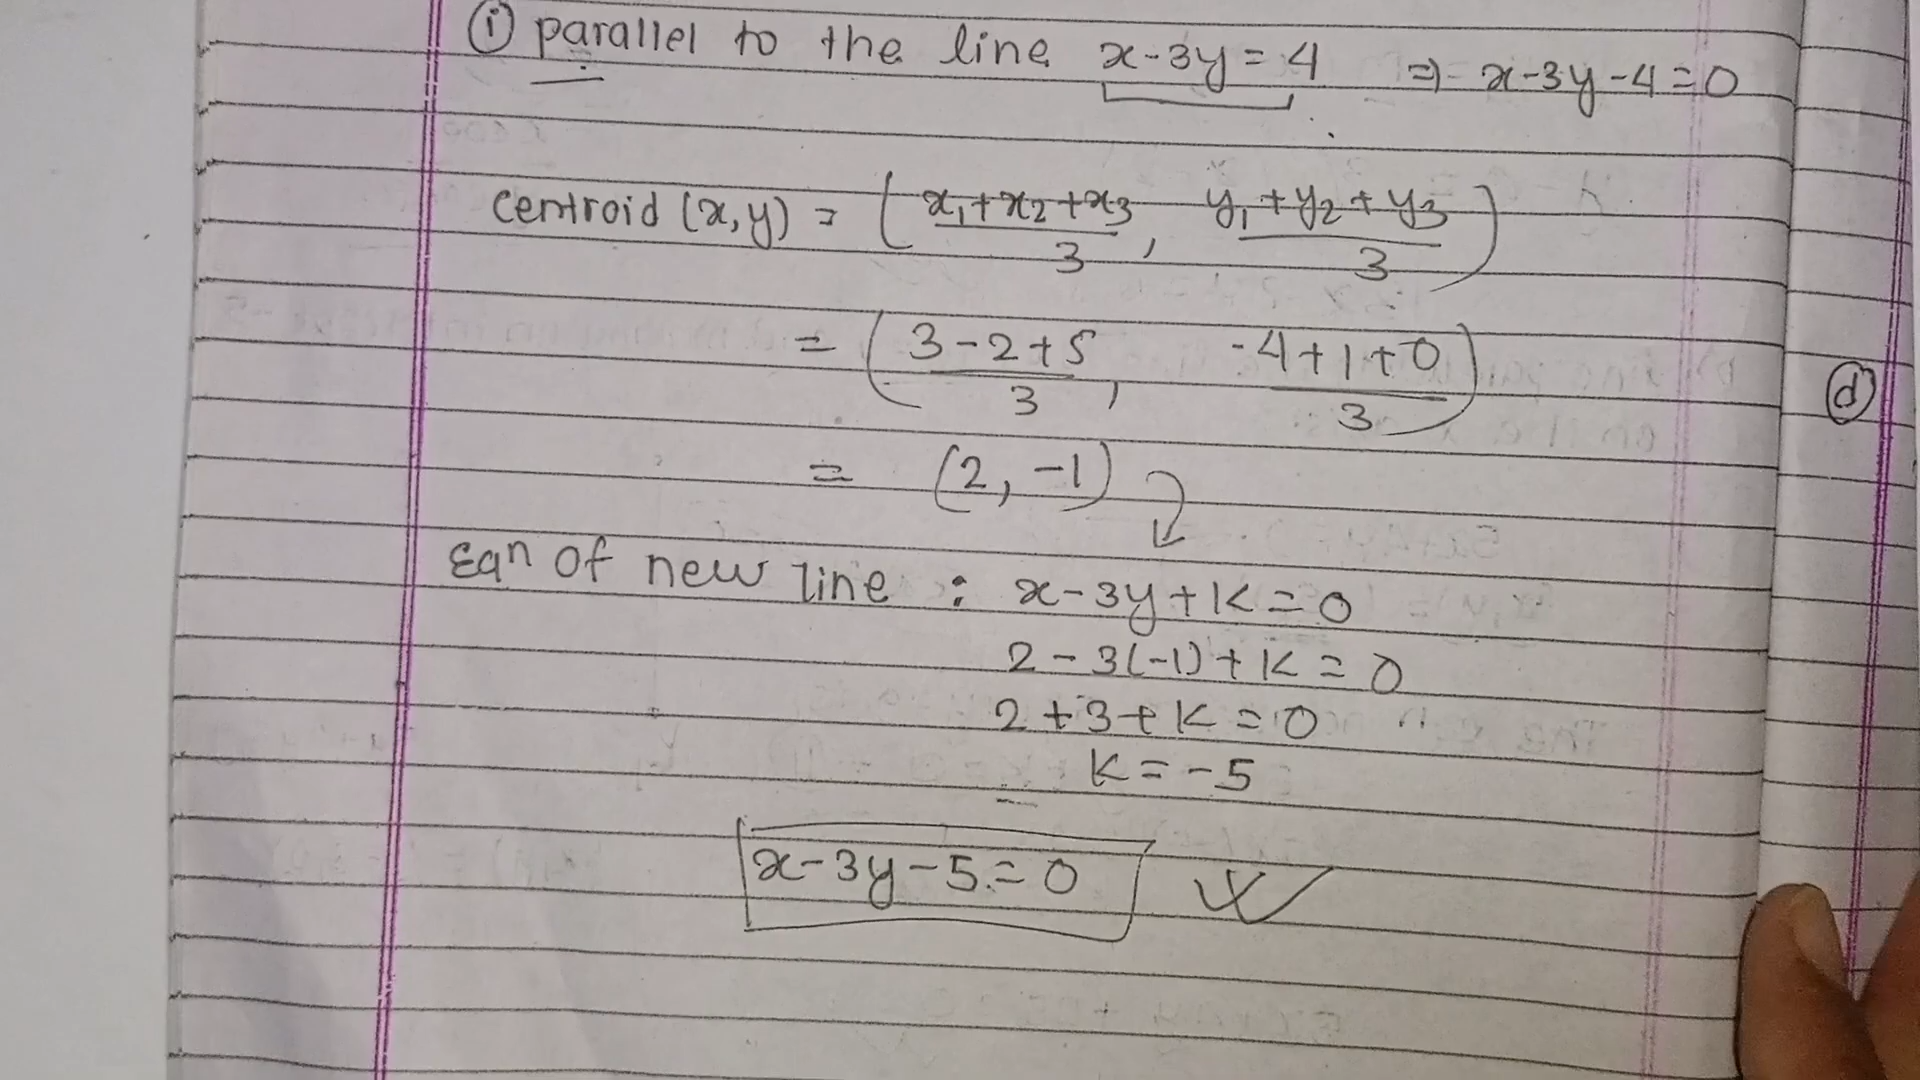 (i) parallel to the line x-3y=4 ⇒ x-3y-4=0
centroid (x,y) = ( x₁+x₂+x₃ / 3 , y₁+y₂+y₃ / 3 )
= ( 3-2+5 / 3 , -4+1+0 / 3 )
(d)
= (2, -1)
Eqn of new line : x-3y+k=0
2-3(-1)+k=0
2+3+k=0
k=-5
x-3y-5=0